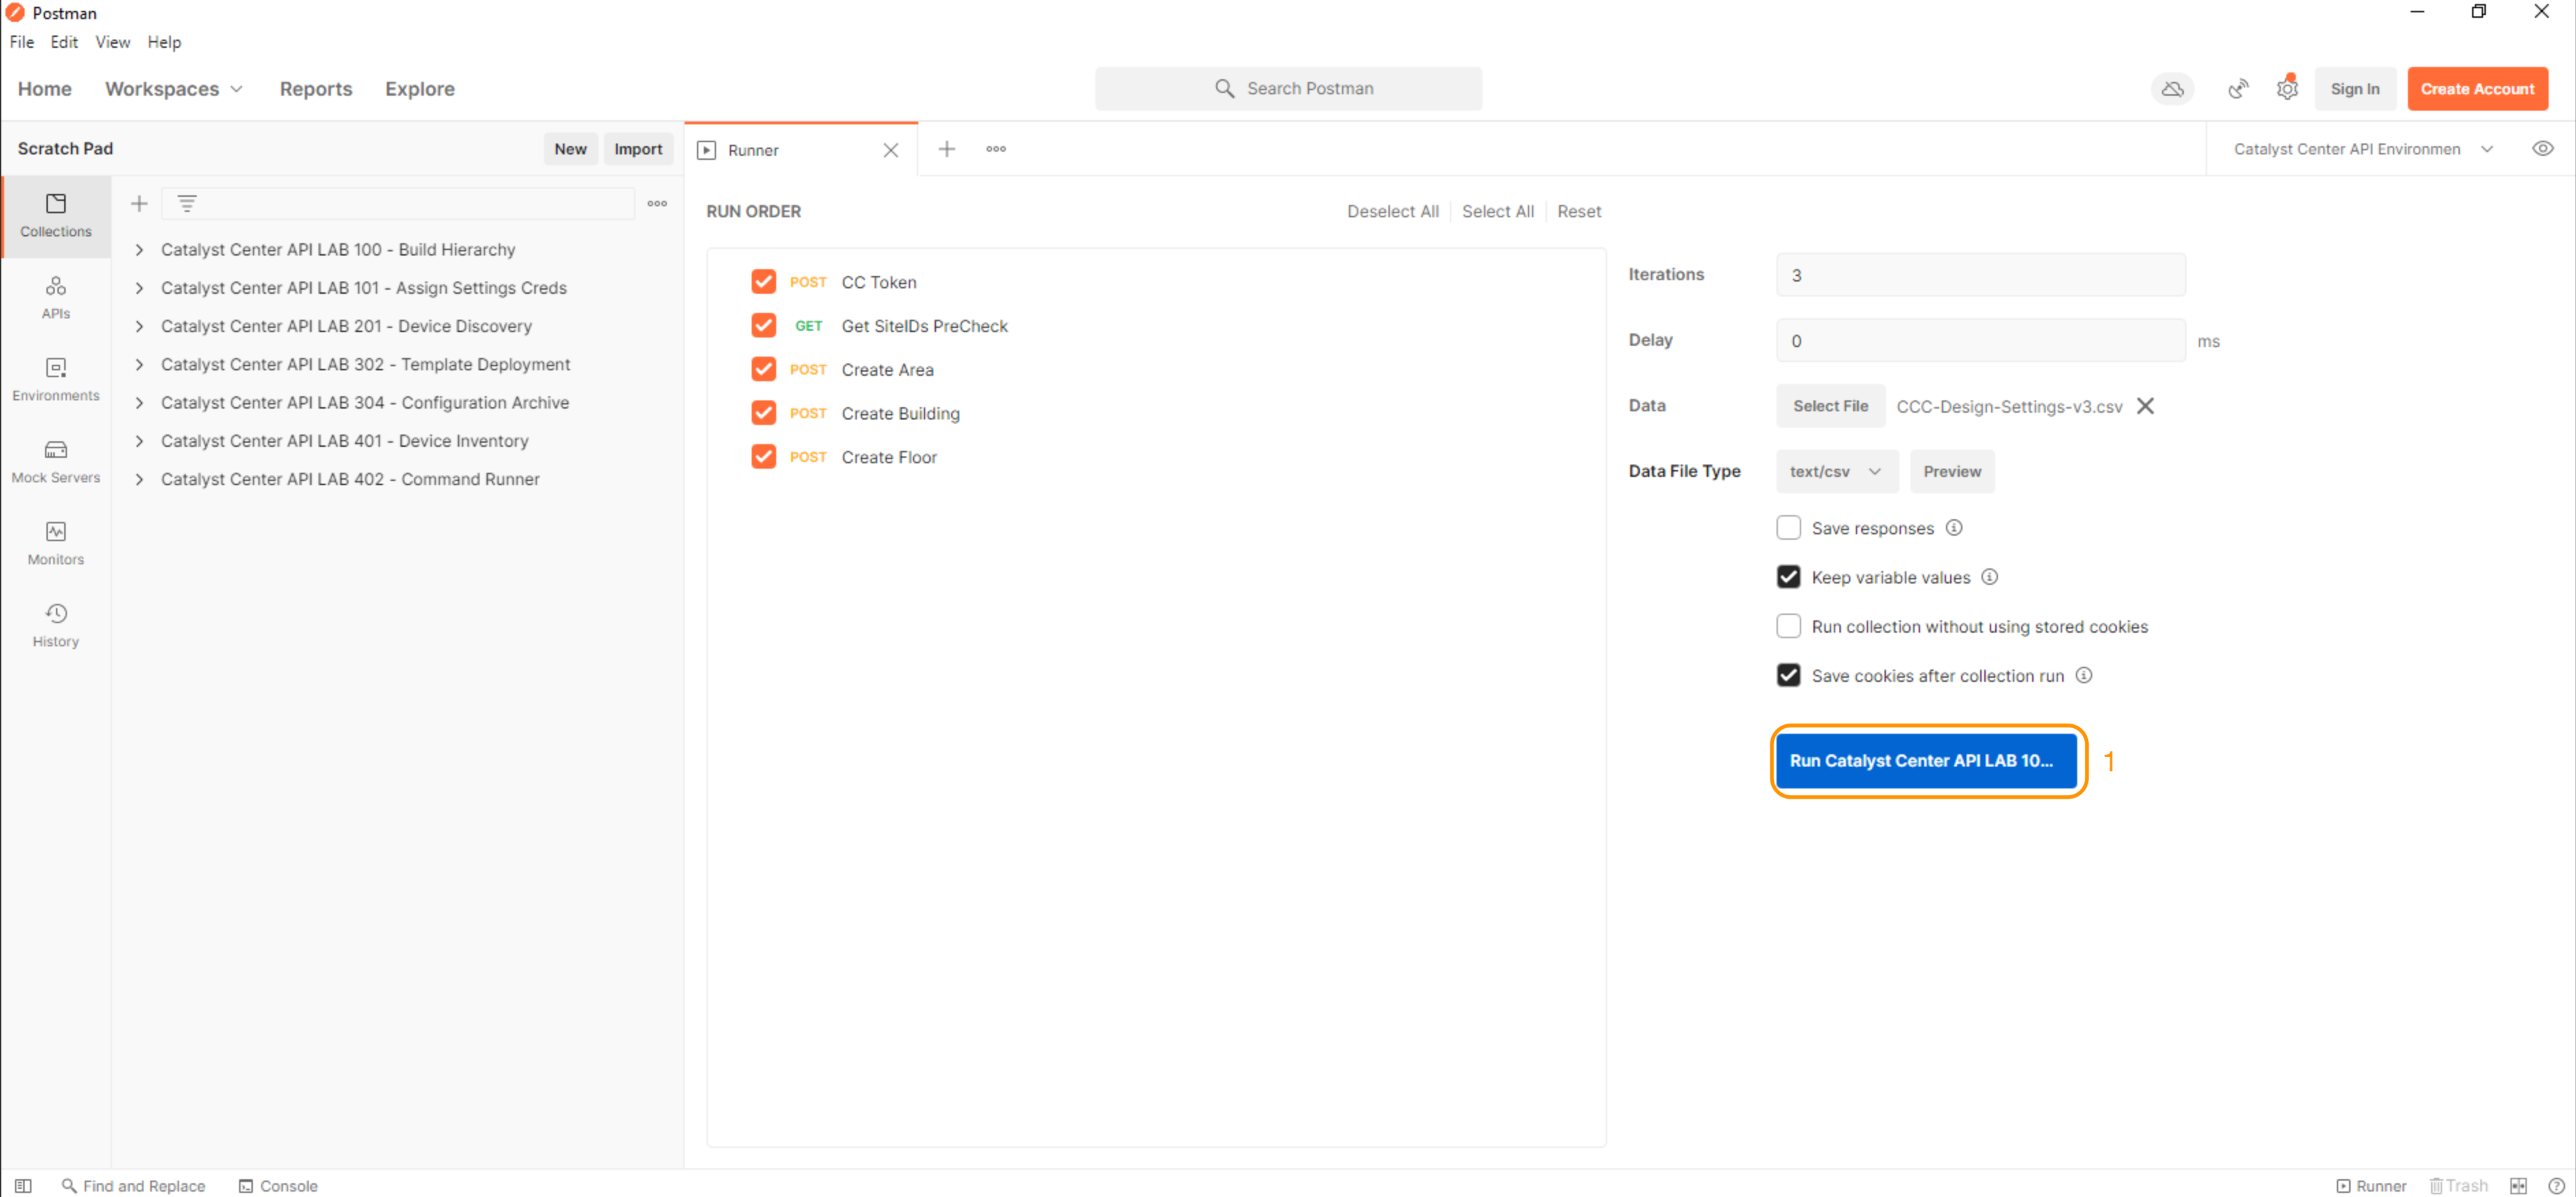 Postman
File Edit View Help
Home Workspaces Reports Explore Search Postman Sign In Create Account
Scratch Pad New Import Runner Catalyst Center API Environmen
Collections
APIs
Environments
Mock Servers
Monitors
History
Catalyst Center API LAB 100 - Build Hierarchy
Catalyst Center API LAB 101 - Assign Settings Creds
Catalyst Center API LAB 201 - Device Discovery
Catalyst Center API LAB 302 - Template Deployment
Catalyst Center API LAB 304 - Configuration Archive
Catalyst Center API LAB 401 - Device Inventory
Catalyst Center API LAB 402 - Command Runner
RUN ORDER Deselect All Select All Reset
POST CC Token
GET Get SiteIDs PreCheck
POST Create Area
POST Create Building
POST Create Floor
Iterations 3
Delay 0 ms
Data Select File CCC-Design-Settings-v3.csv
Data File Type text/csv Preview
Save responses
Keep variable values
Run collection without using stored cookies
Save cookies after collection run
Run Catalyst Center API LAB 10... 1
Find and Replace Console Runner Trash